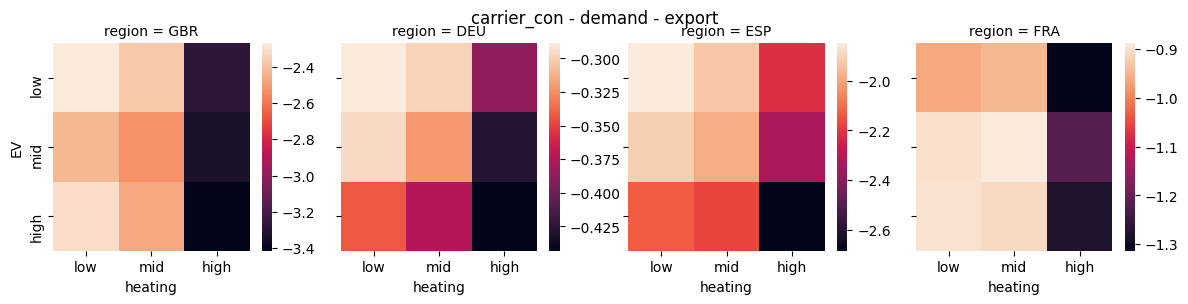 carrier_con - demand - export
region = GBR
region = DEU
region = ESP
region = FRA
EV
low
mid
high
−2.4
−2.6
−2.8
−3.0
−3.2
−3.4
−0.300
−0.325
−0.350
−0.375
−0.400
−0.425
−2.0
−2.2
−2.4
−2.6
−0.9
−1.0
−1.1
−1.2
−1.3
low mid high
low mid high
low mid high
low mid high
heating
heating
heating
heating